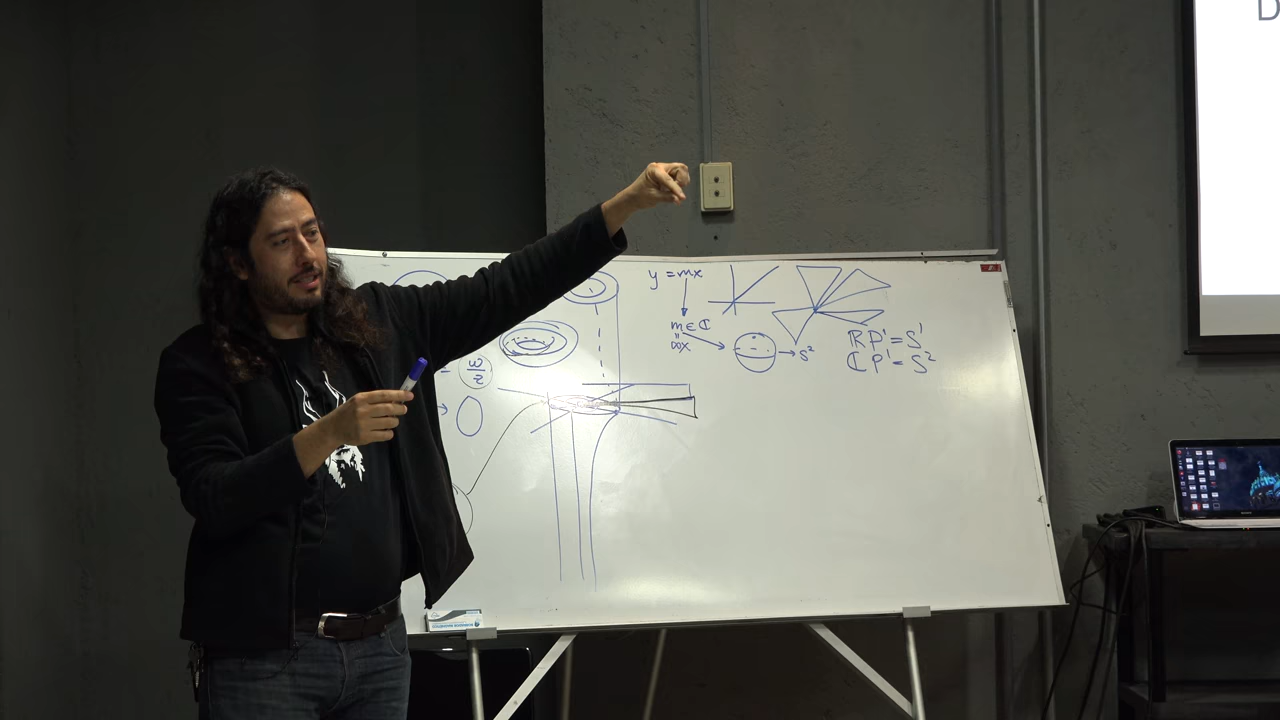 D
y = mx
m ∈ ℂ
→ S²
ℝP¹ = S¹
ℂP¹ = S²
= w/z